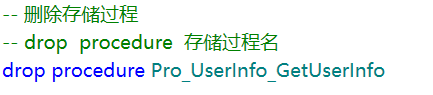 -- 删除存储过程
-- drop  procedure  存储过程名
drop procedure Pro_UserInfo_GetUserInfo